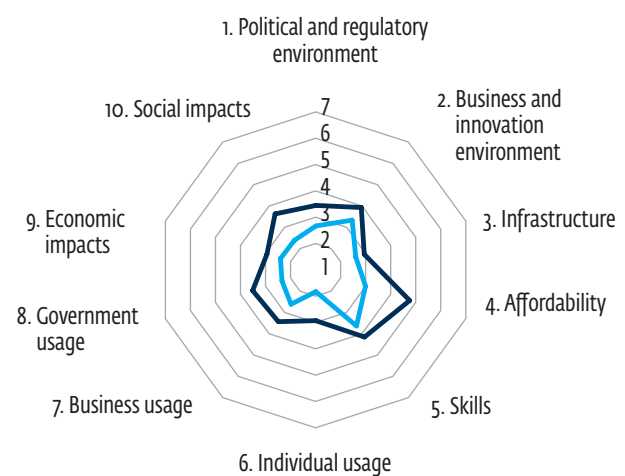 1. Political and regulatory
environment
2. Business and
innovation
environment
3. Infrastructure
4. Affordability
5. Skills
6. Individual usage
7. Business usage
8. Government
usage
9. Economic
impacts
10. Social impacts
7
6
5
4
3
2
1